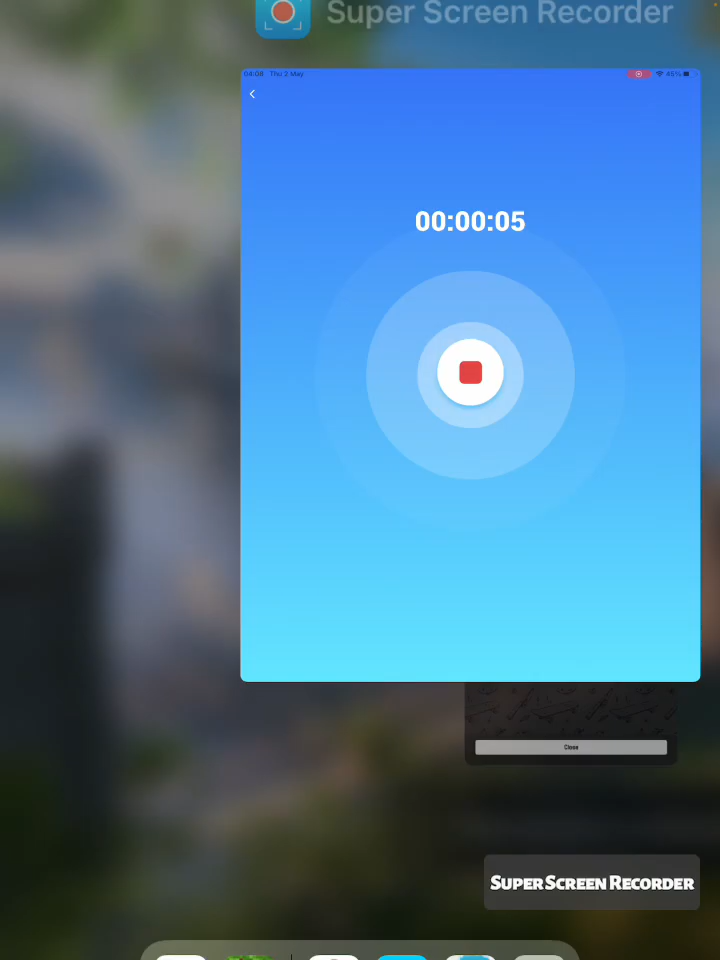 Super Screen Recorder
04:08 Thu 2 May
45%
00:00:05
Close
SUPER SCREEN RECORDER